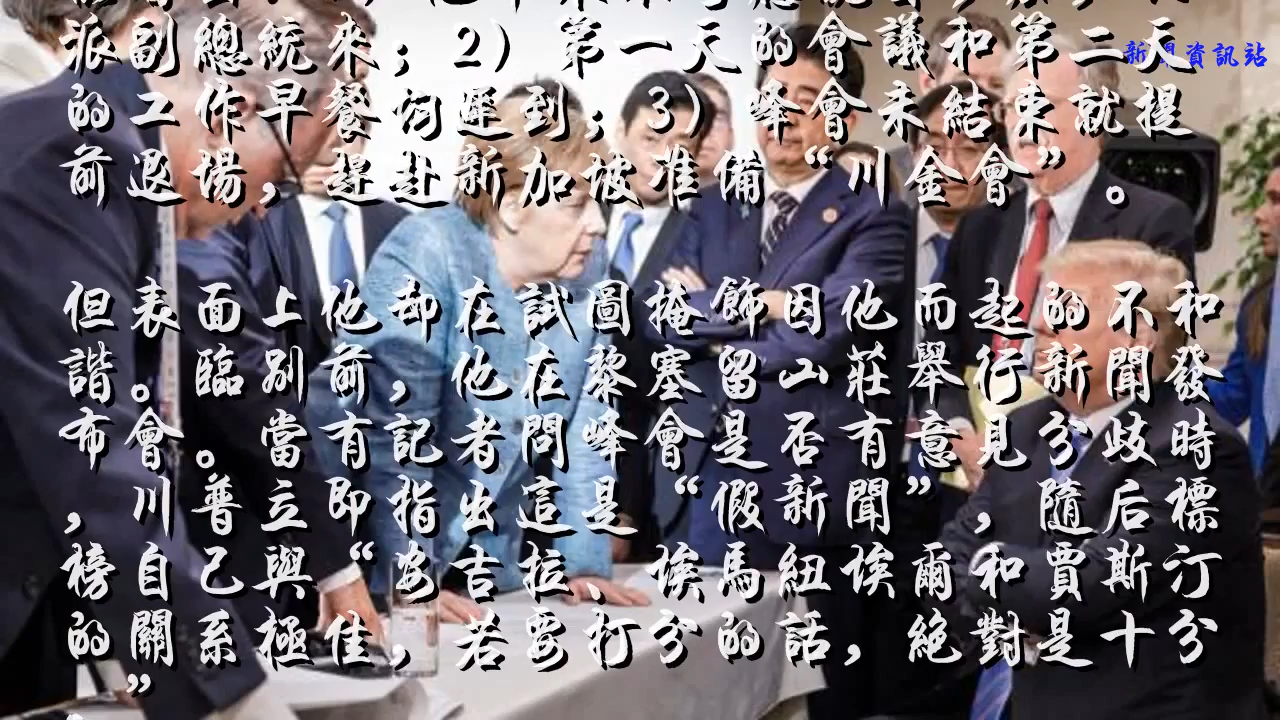 派副總統來；2）第一天的會議和第二天
新聞資訊站
的工作早餐均遲到；3）峰會未結束就提
前退場，趕赴新加坡准備“川金會”。
但表面上他却在試圖掩飾因他而起的不和
諧。臨別前，他在黎塞留山莊舉行新聞發
布會。當有記者問峰會是否有意見分歧時
，川普立即指出這是“假新聞”，隨后標
榜自己與“安吉拉、埃馬紐埃爾和賈斯汀
的關系極佳，若要打分的話，絕對是十分
”